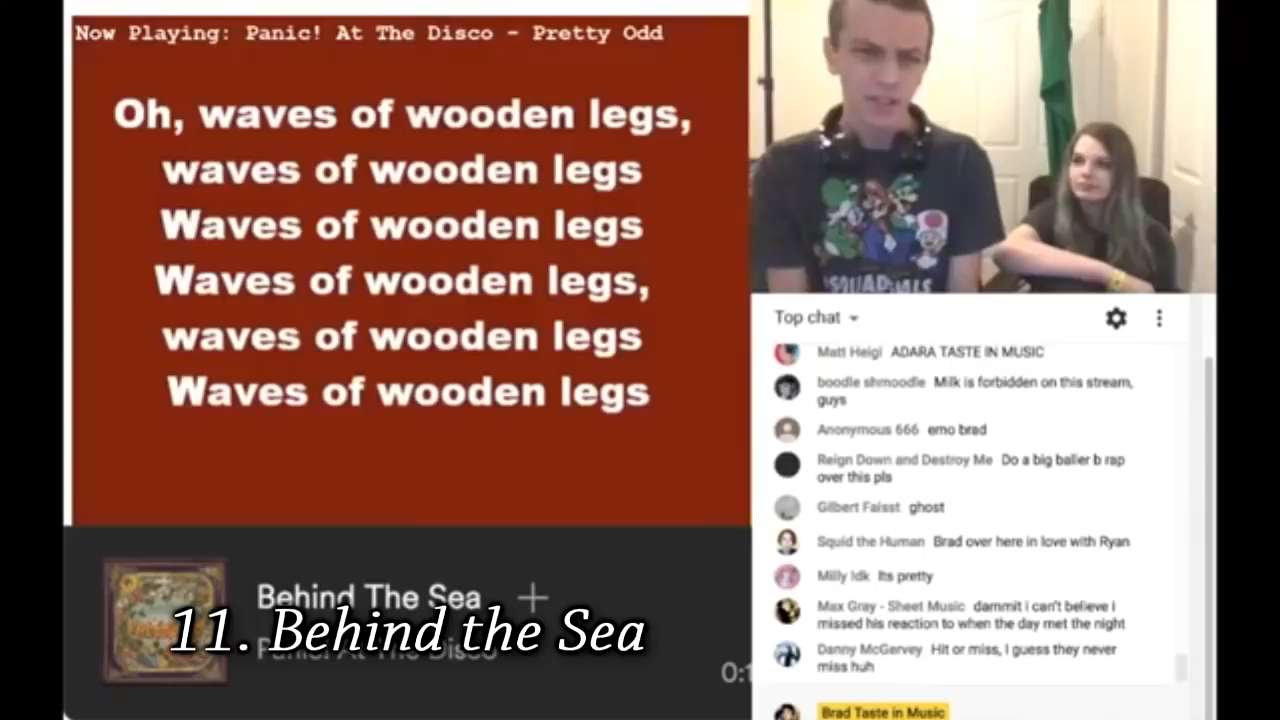 Now Playing: Panic! At The Disco - Pretty Odd
Oh, waves of wooden legs,
waves of wooden legs
Waves of wooden legs
Waves of wooden legs,
waves of wooden legs
Waves of wooden legs
Behind The Sea
11. Behind the Sea
Panic! At The Disco
SQUAD
Top chat
Matt Heigl ADARA TASTE IN MUSIC
boodle shmoodle Milk is forbidden on this stream,
guys
Anonymous 666 emo brad
Reign Down and Destroy Me Do a big baller b rap
over this pls
Gilbert Faisst ghost
Squid the Human Brad over here in love with Ryan
Milly Idk Its pretty
Max Gray - Sheet Music dammit i can't believe I
missed his reaction to when the day met the night
Danny McGervey Hit or miss, I guess they never
miss huh
Brad Taste in Music